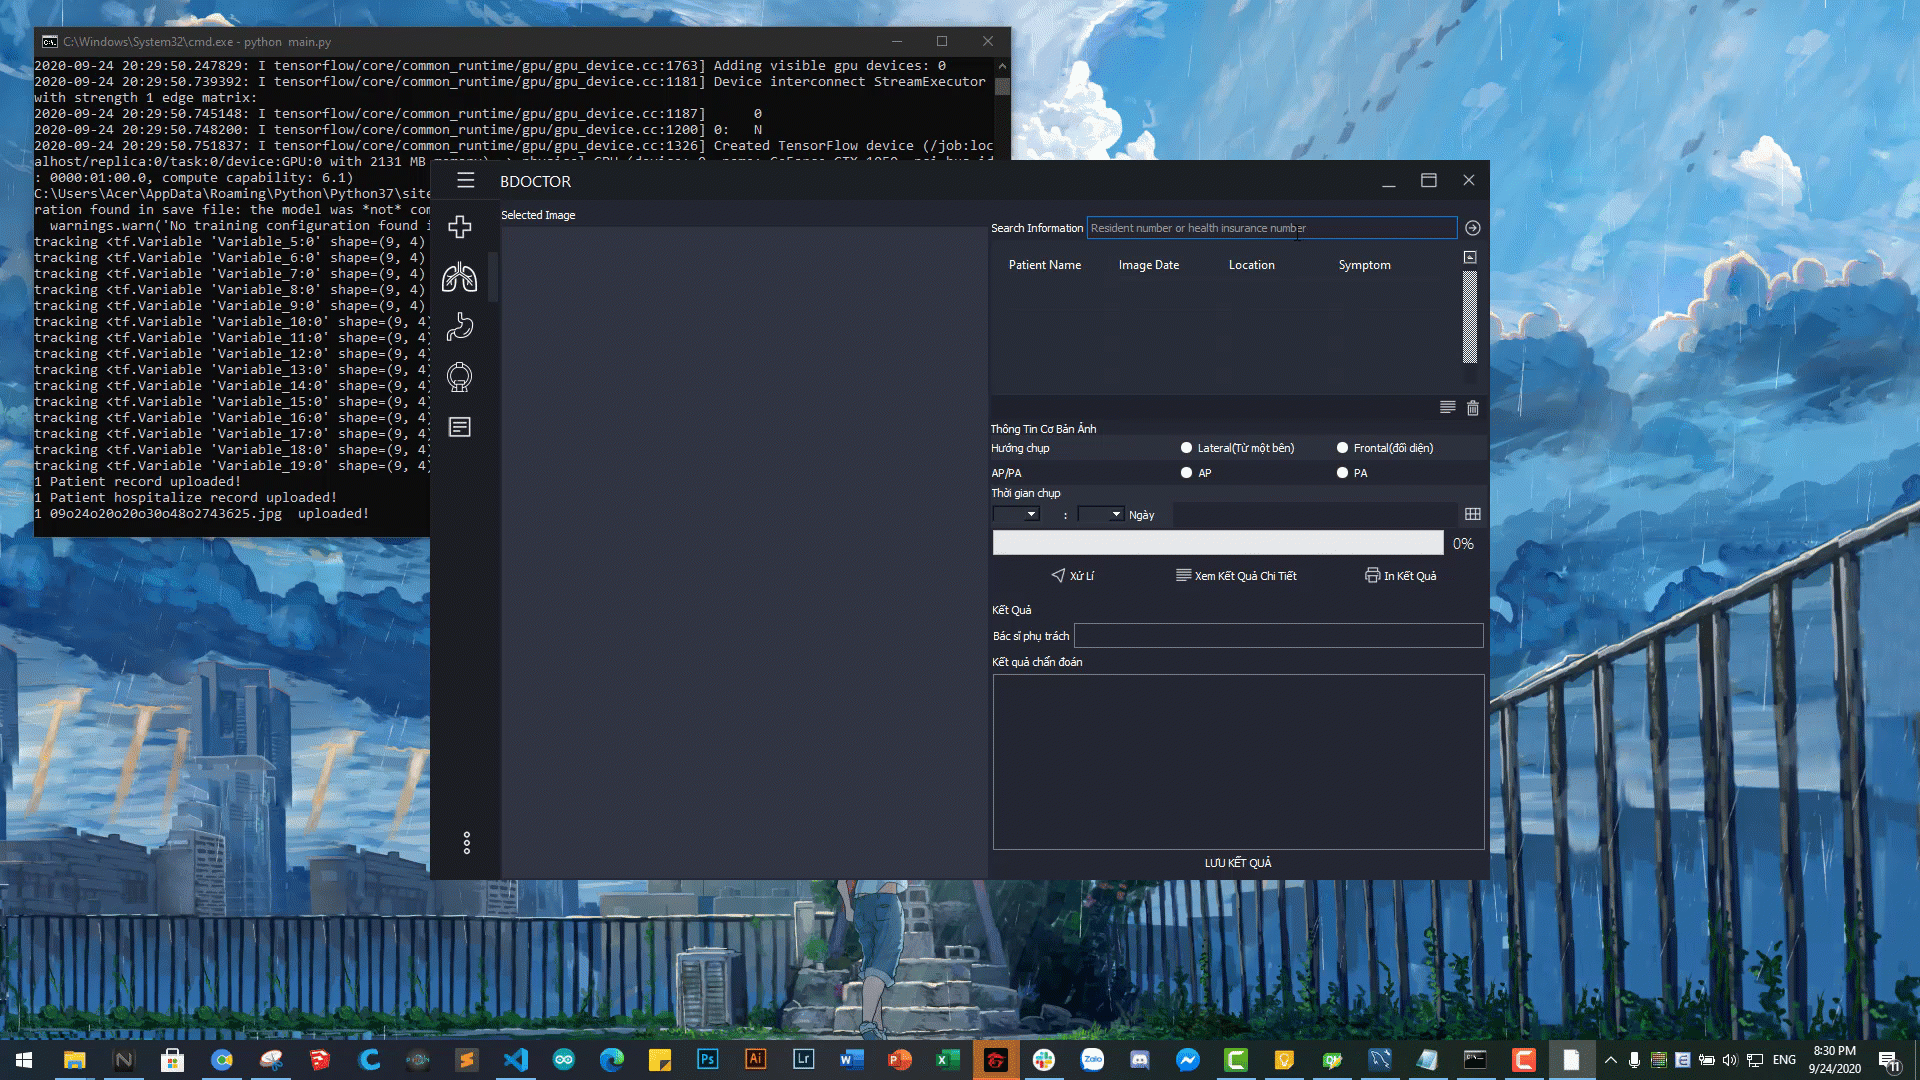 C:\Windows\System32\cmd.exe - python  main.py
2020-09-24 20:29:50.247829: I tensorflow/core/common_runtime/gpu/gpu_device.cc:1763] Adding visible gpu devices: 0
2020-09-24 20:29:50.739392: I tensorflow/core/common_runtime/gpu/gpu_device.cc:1181] Device interconnect StreamExecutor
with strength 1 edge matrix:
2020-09-24 20:29:50.745148: I tensorflow/core/common_runtime/gpu/gpu_device.cc:1187]      0
2020-09-24 20:29:50.748200: I tensorflow/core/common_runtime/gpu/gpu_device.cc:1200] 0:   N
2020-09-24 20:29:50.751837: I tensorflow/core/common_runtime/gpu/gpu_device.cc:1326] Created TensorFlow device (/job:loc
alhost/replica:0/task:0/device:GPU:0 with 2131 MB
: 0000:01:00.0, compute capability: 6.1)
C:\Users\Acer\AppData\Roaming\Python\Python37\site
ration found in save file: the model was *not* com
warnings.warn('No training configuration found i
tracking <tf.Variable 'Variable_5:0' shape=(9, 4)
tracking <tf.Variable 'Variable_6:0' shape=(9, 4)
tracking <tf.Variable 'Variable_7:0' shape=(9, 4)
tracking <tf.Variable 'Variable_8:0' shape=(9, 4)
tracking <tf.Variable 'Variable_9:0' shape=(9, 4)
tracking <tf.Variable 'Variable_10:0' shape=(9, 4)
tracking <tf.Variable 'Variable_11:0' shape=(9, 4)
tracking <tf.Variable 'Variable_12:0' shape=(9, 4)
tracking <tf.Variable 'Variable_13:0' shape=(9, 4)
tracking <tf.Variable 'Variable_14:0' shape=(9, 4)
tracking <tf.Variable 'Variable_15:0' shape=(9, 4)
tracking <tf.Variable 'Variable_16:0' shape=(9, 4)
tracking <tf.Variable 'Variable_17:0' shape=(9, 4)
tracking <tf.Variable 'Variable_18:0' shape=(9, 4)
tracking <tf.Variable 'Variable_19:0' shape=(9, 4)
1 Patient record uploaded!
1 Patient hospitalize record uploaded!
1 09o24o20o20o30o48o2743625.jpg  uploaded!
BDOCTOR
Selected Image
Search Information Resident number or health insurance number
Patient Name Image Date Location Symptom
Thông Tin Cơ Bản Ảnh
Hướng chụp Lateral(Từ một bên) Frontal(đối diện)
AP/PA AP PA
Thời gian chụp
: Ngày
0%
Xử Lí Xem Kết Quả Chi Tiết In Kết Quả
Kết Quả
Bác sĩ phụ trách
Kết quả chẩn đoán
LƯU KẾT QUẢ
Ps Ai Lr Zalo ENG
8:30 PM
9/24/2020
11